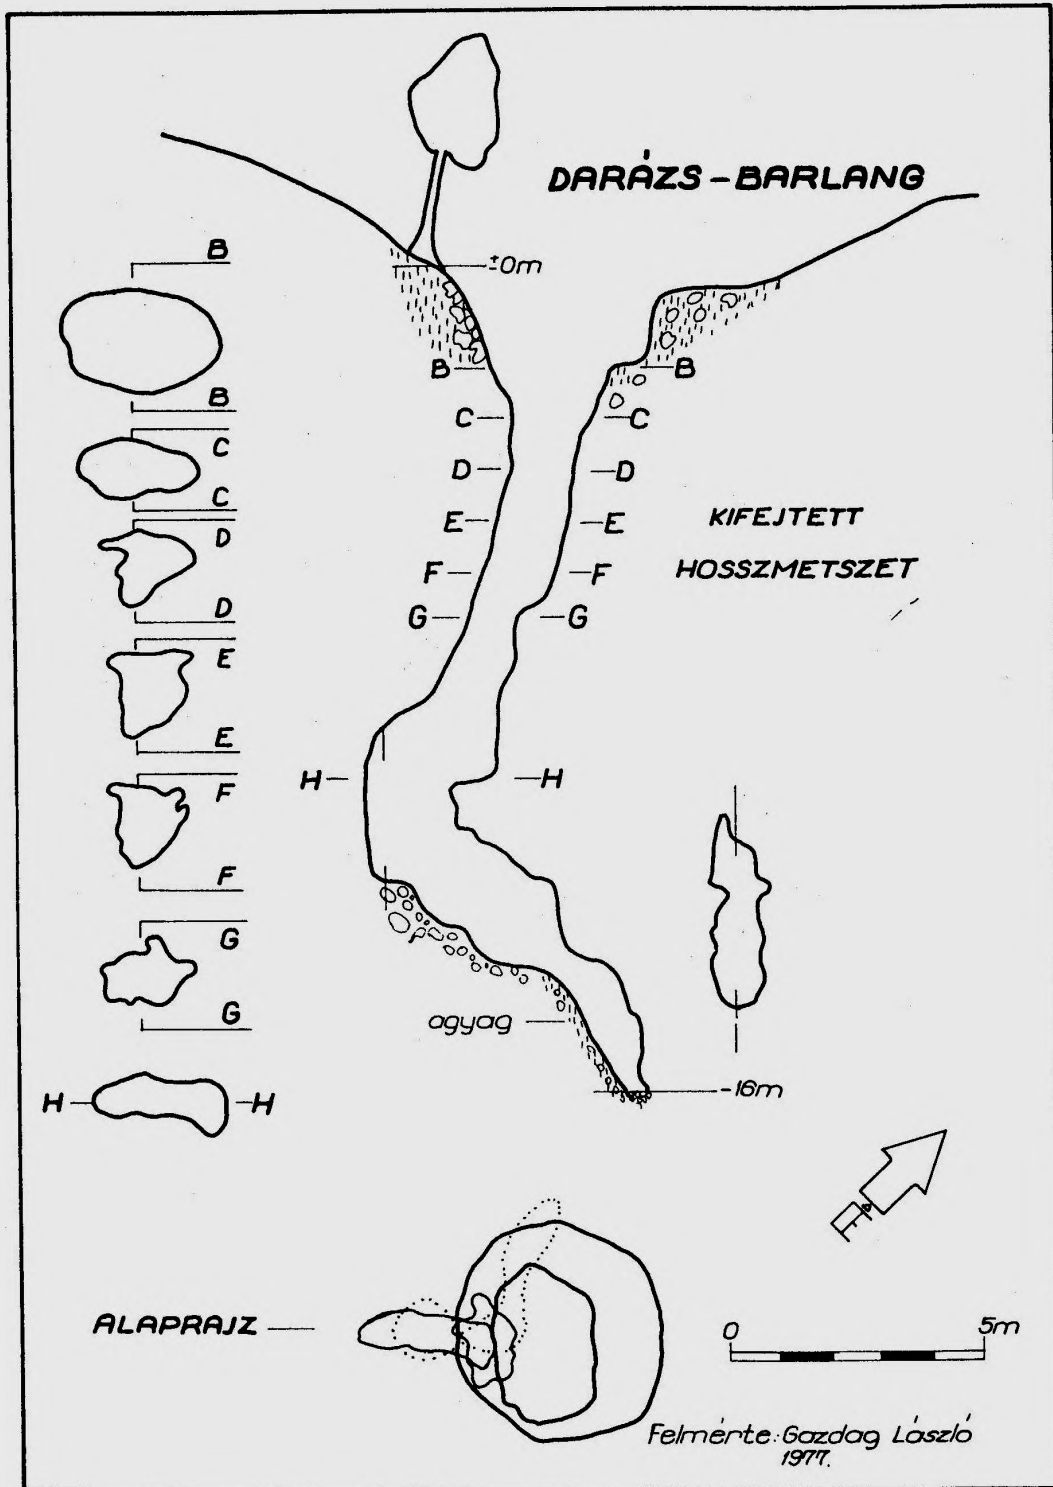 DARÁZS-BARLANG
±0m
B
B
B
B
C
C
C
C
D
D
D
D
E
E
E
E
KIFEJTETT
HOSSZMETSZET
F
F
F
F
G
G
G
G
H
H
agyag
-16m
H
H
É
ALAPRAJZ
0
5m
Felmérte: Gazdag László
1977.